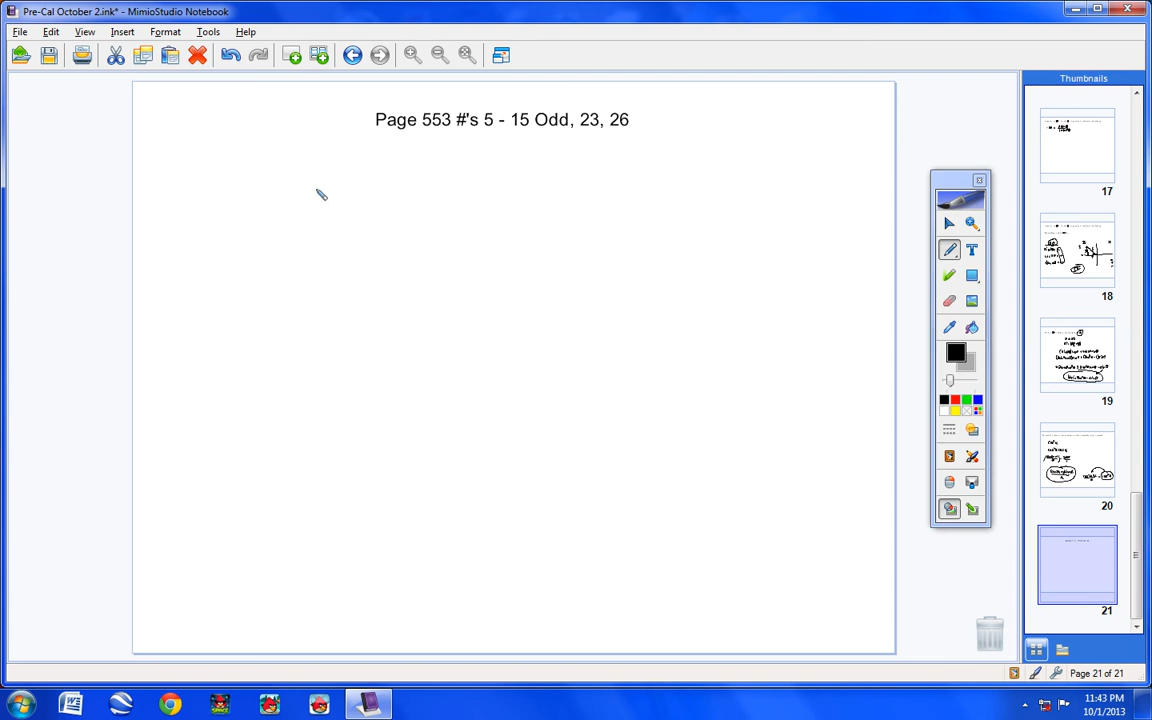 Pre-Cal October 2.ink* - MimioStudio Notebook
File Edit View Insert Format Tools Help
Thumbnails
Page 553 #'s 5 - 15 Odd, 23, 26
17
18
19
20
21
Page 21 of 21
11:43 PM
10/1/2013